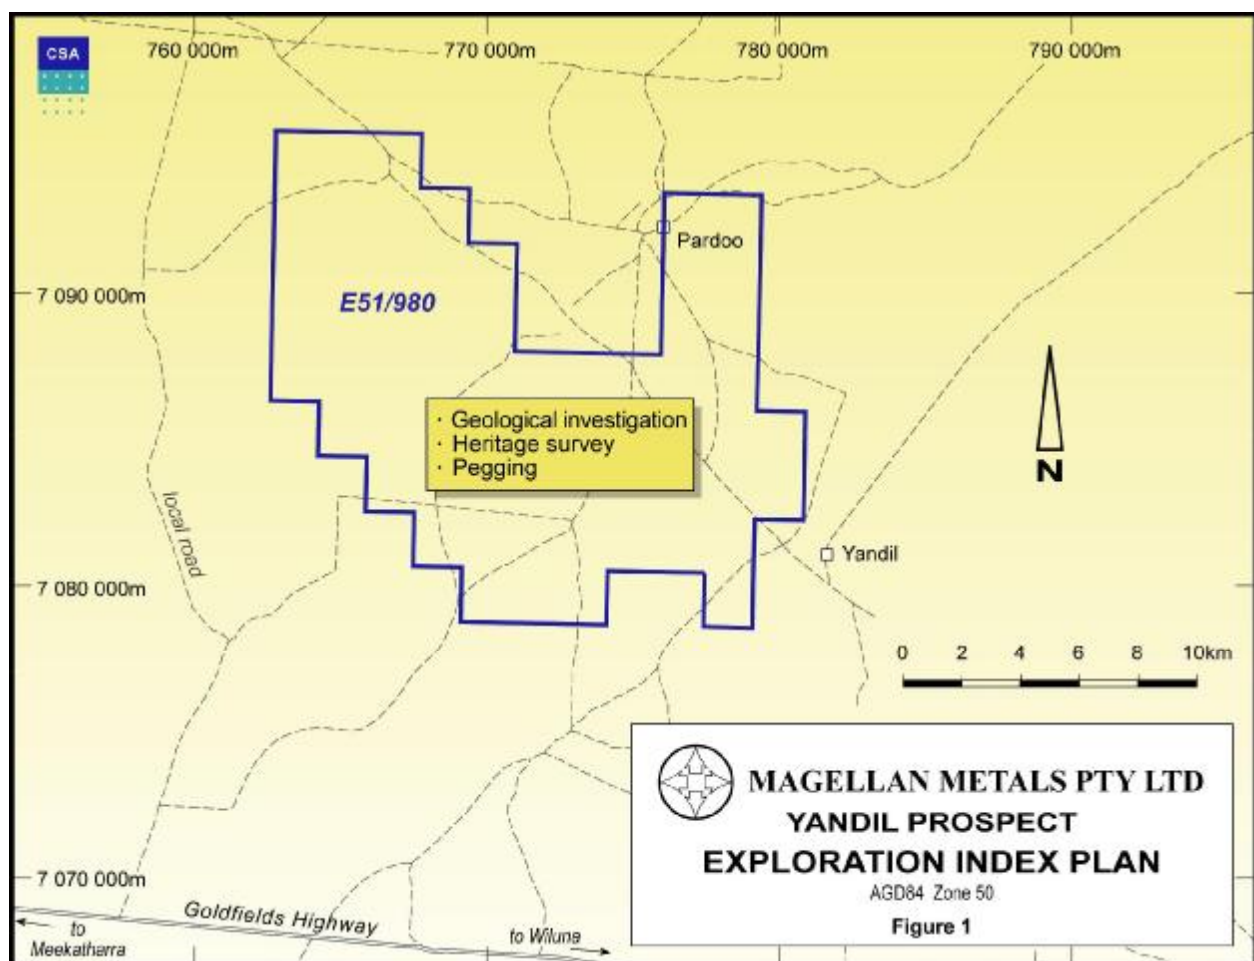 CSA
760 000m
770 000m
780 000m
790 000m
Pardoo
7 090 000m
E51/980
· Geological investigation
· Heritage survey
· Pegging
N
local road
Yandil
7 080 000m
0 2 4 6 8 10km
MAGELLAN METALS PTY LTD
YANDIL PROSPECT
EXPLORATION INDEX PLAN
AGD84 Zone 50
Figure 1
7 070 000m
Goldfields Highway
to
Meekatharra
to Wiluna